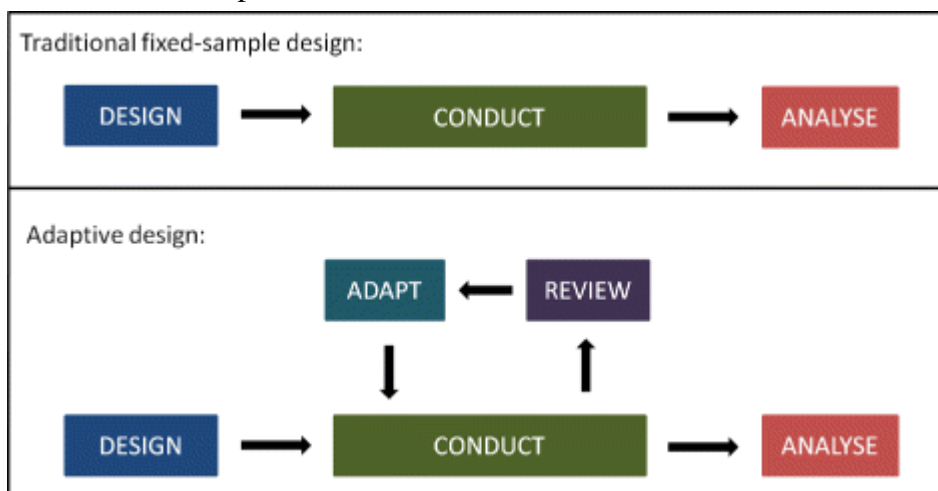 Traditional fixed-sample design:
DESIGN
CONDUCT
ANALYSE
Adaptive design:
ADAPT
REVIEW
DESIGN
CONDUCT
ANALYSE